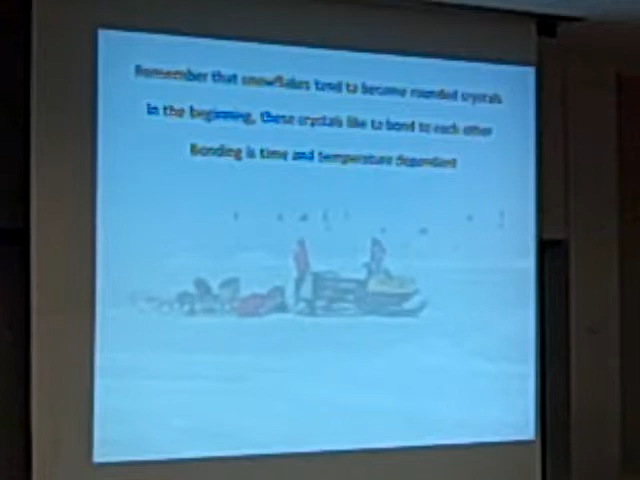 Remember that snowflakes tend to become rounded crystals
In the beginning, these crystals like to bond to each other
Bonding is time and temperature dependent